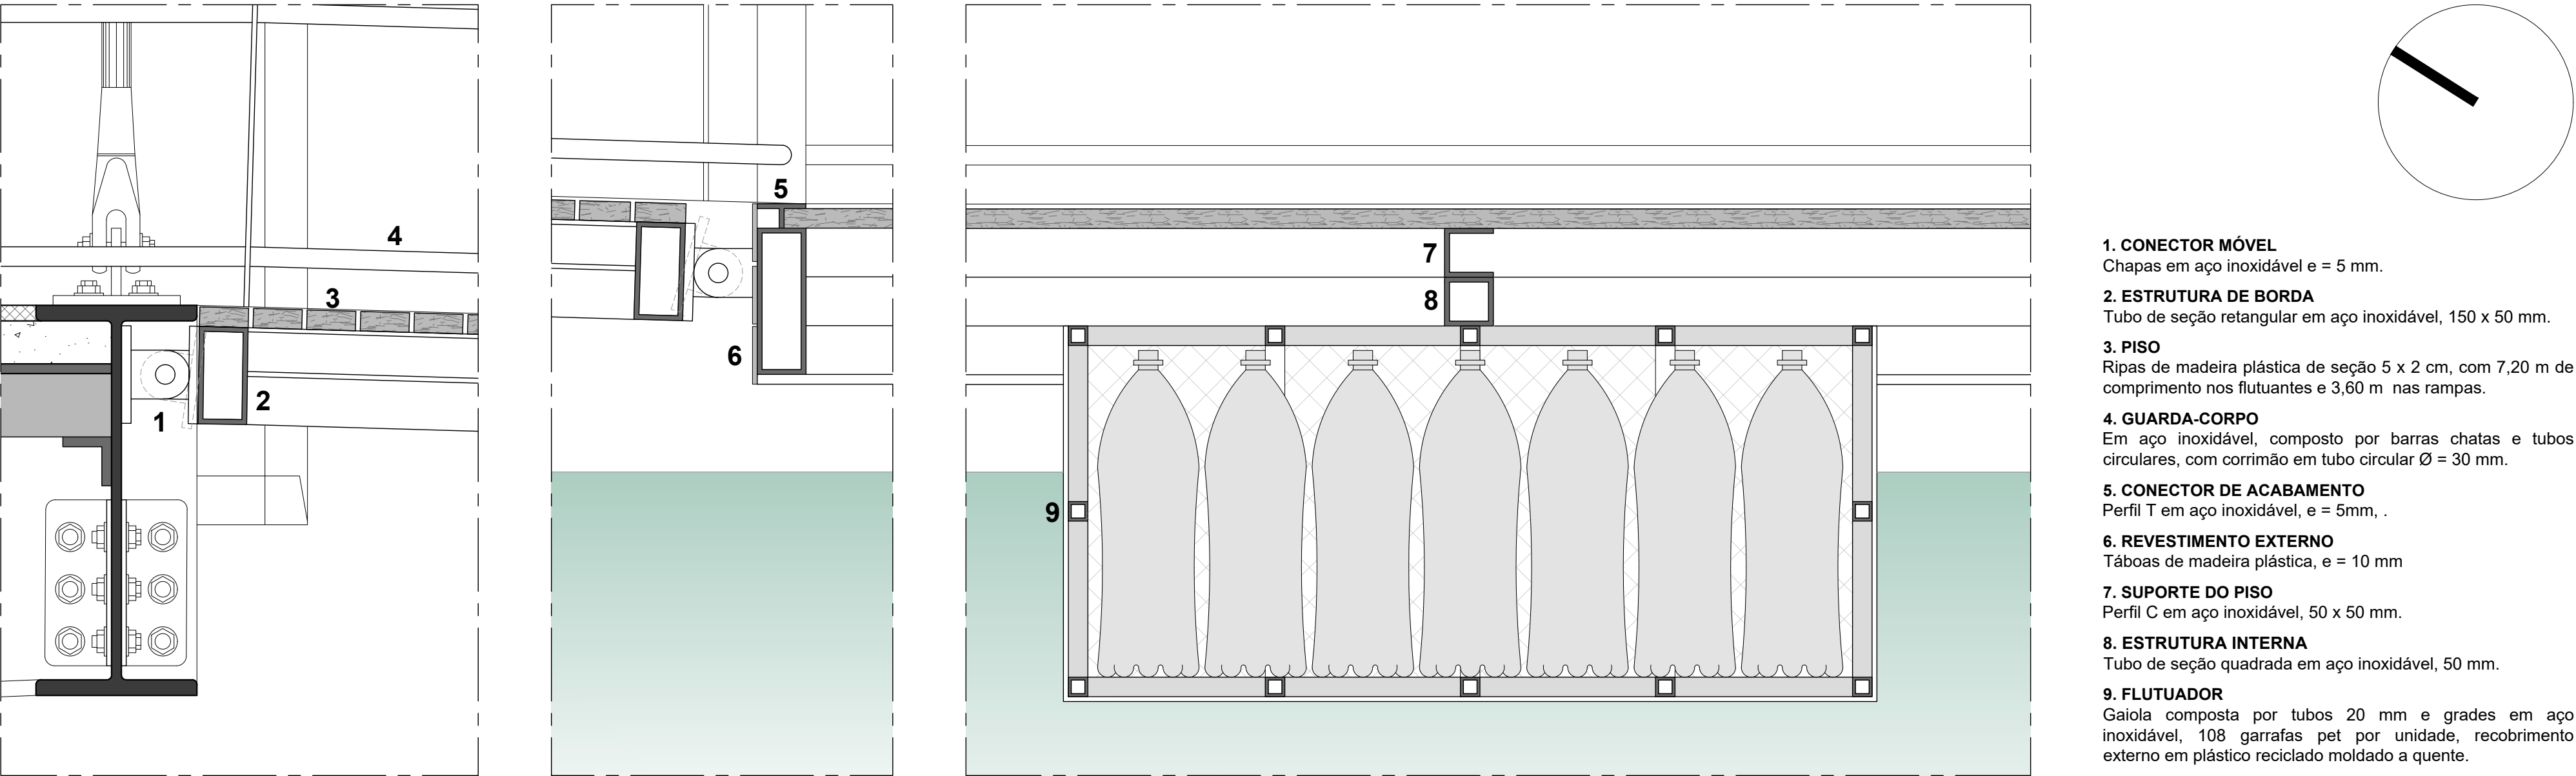 4
3
2
1
5
6
7
8
9
1. CONECTOR MÓVEL
Chapas em aço inoxidável e = 5 mm.
2. ESTRUTURA DE BORDA
Tubo de seção retangular em aço inoxidável, 150 x 50 mm.
3. PISO
Ripas de madeira plástica de seção 5 x 2 cm, com 7,20 m de
comprimento nos flutuantes e 3,60 m nas rampas.
4. GUARDA-CORPO
Em aço inoxidável, composto por barras chatas e tubos
circulares, com corrimão em tubo circular Ø = 30 mm.
5. CONECTOR DE ACABAMENTO
Perfil T em aço inoxidável, e = 5mm, .
6. REVESTIMENTO EXTERNO
Táboas de madeira plástica, e = 10 mm
7. SUPORTE DO PISO
Perfil C em aço inoxidável, 50 x 50 mm.
8. ESTRUTURA INTERNA
Tubo de seção quadrada em aço inoxidável, 50 mm.
9. FLUTUADOR
Gaiola composta por tubos 20 mm e grades em aço
inoxidável, 108 garrafas pet por unidade, recobrimento
externo em plástico reciclado moldado a quente.